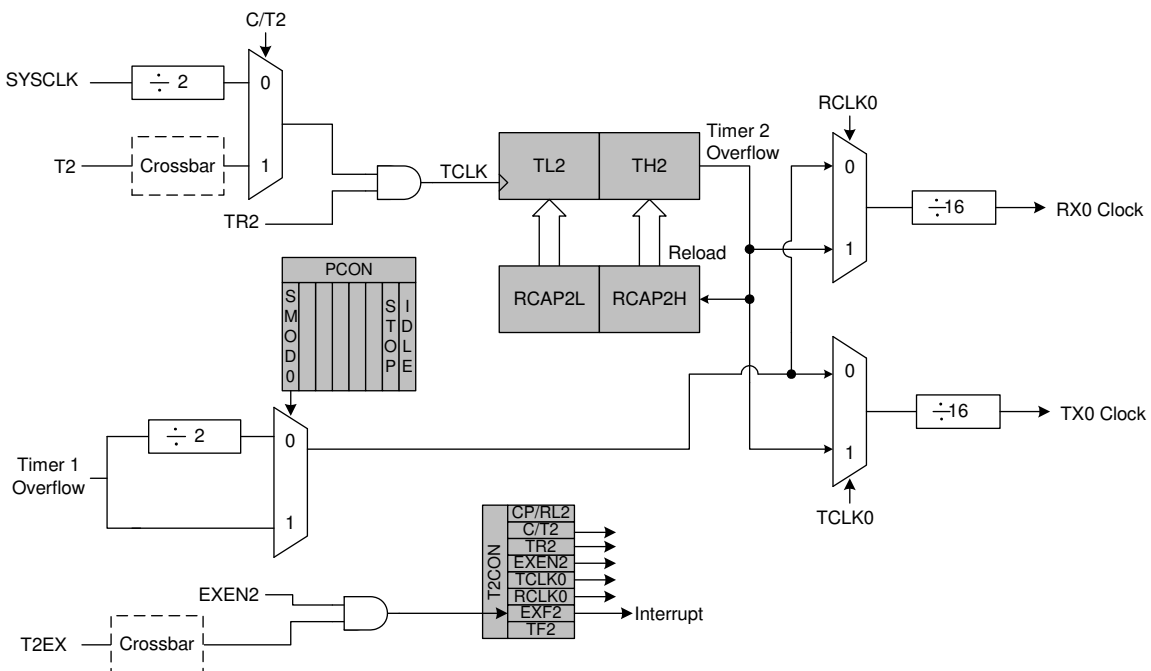 C/T2
SYSCLK
÷ 2
0
T2
Crossbar
1
TR2
TCLK
TL2
TH2
Timer 2
Overflow
Reload
RCAP2L
RCAP2H
RCLK0
0
1
÷16
RX0 Clock
PCON
SMOD0
STOP
IDLE
Timer 1
Overflow
÷ 2
0
1
0
1
÷16
TX0 Clock
TCLK0
T2CON
CP/RL2
C/T2
TR2
EXEN2
TCLK0
RCLK0
EXF2
TF2
Interrupt
EXEN2
T2EX
Crossbar